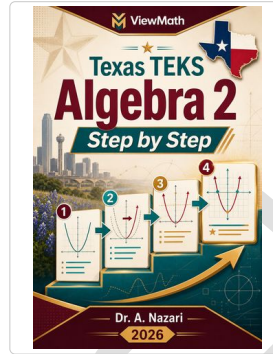 ViewMath
Texas TEKS
Algebra 2
Step by Step
1
2
3
4
Dr. A. Nazari
2026